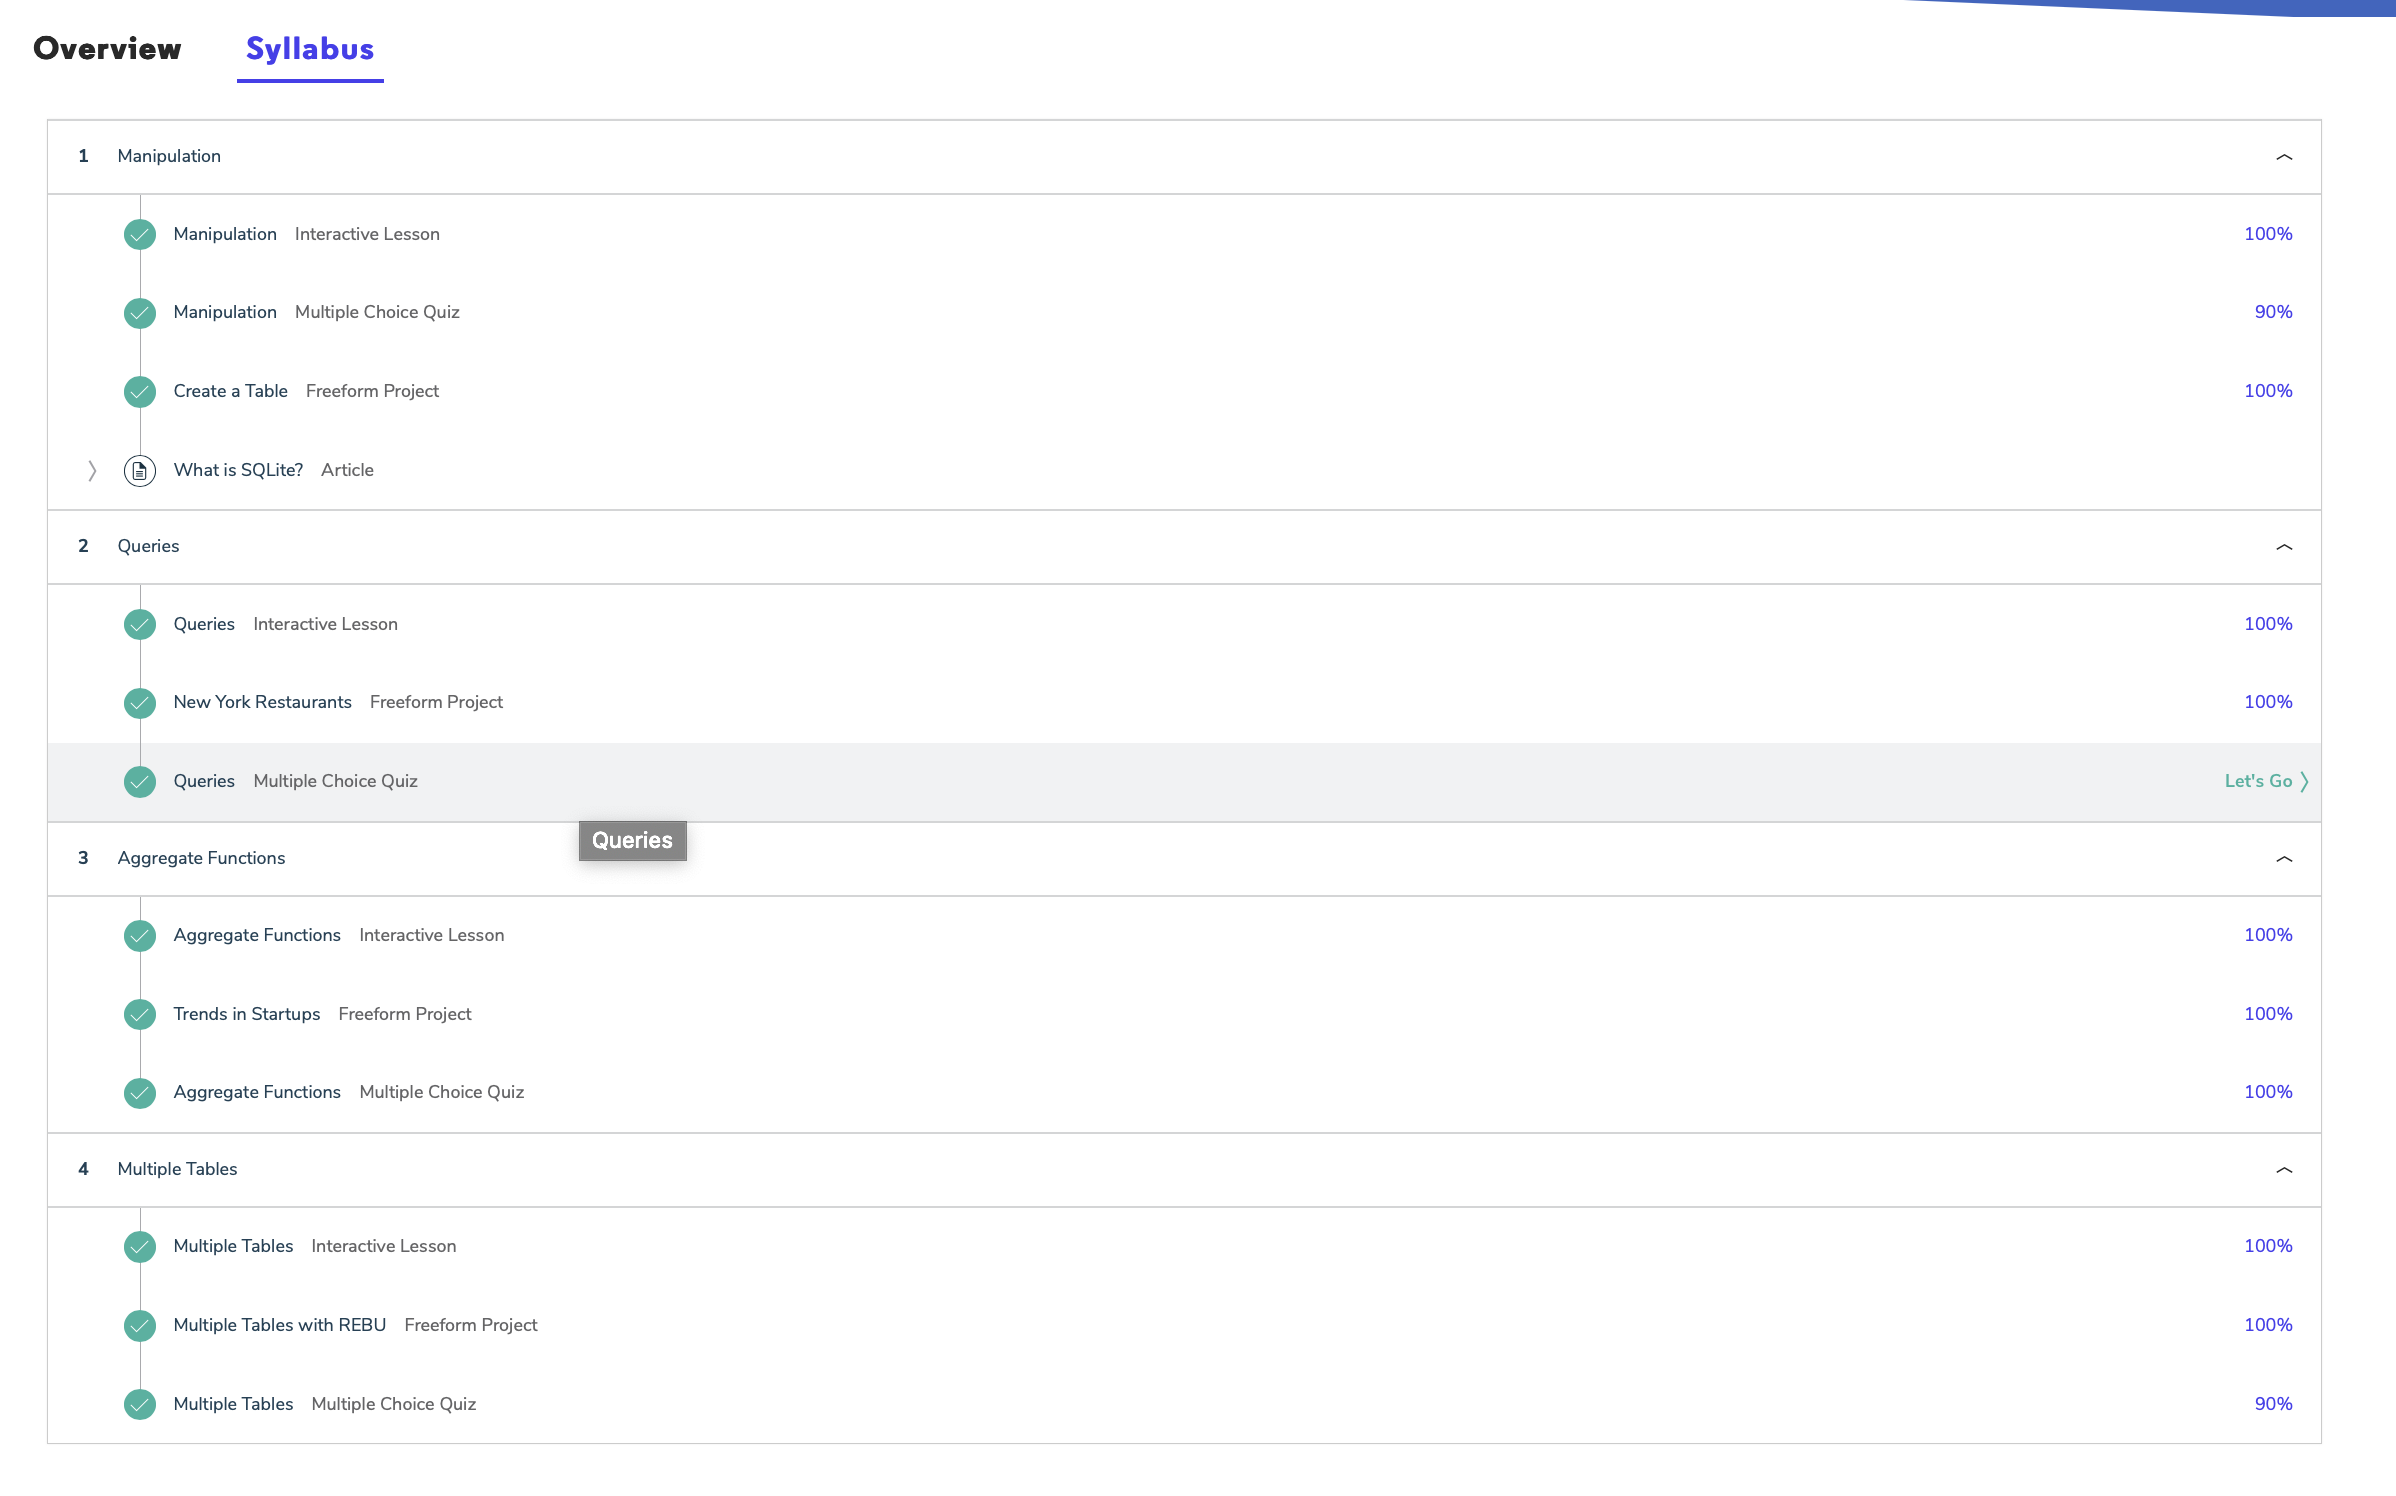 Overview Syllabus
1 Manipulation
Manipulation Interactive Lesson 100%
Manipulation Multiple Choice Quiz 90%
Create a Table Freeform Project 100%
What is SQLite? Article
2 Queries
Queries Interactive Lesson 100%
New York Restaurants Freeform Project 100%
Queries Multiple Choice Quiz Let's Go
Queries
3 Aggregate Functions
Aggregate Functions Interactive Lesson 100%
Trends in Startups Freeform Project 100%
Aggregate Functions Multiple Choice Quiz 100%
4 Multiple Tables
Multiple Tables Interactive Lesson 100%
Multiple Tables with REBU Freeform Project 100%
Multiple Tables Multiple Choice Quiz 90%